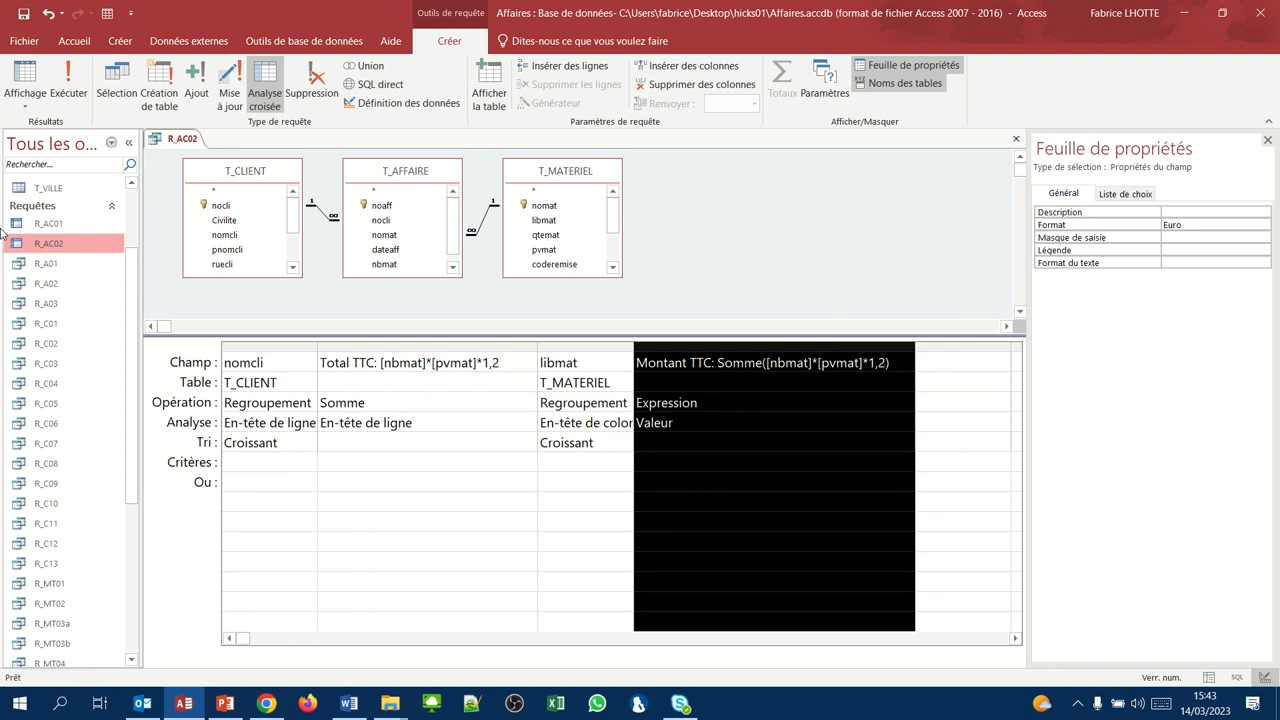 Outils de requête
Affaires : Base de données- C:\Users\fabrice\Desktop\hicks01\Affaires.accdb (format de fichier Access 2007 - 2016) - Access
Fabrice LHOTTE
Fichier
Accueil
Créer
Données externes
Outils de base de données
Aide
Créer
Dites-nous ce que vous voulez faire
Affichage
Exécuter
Résultats
Sélection
Création de table
Ajout
Mise à jour
Analyse croisée
Suppression
Union
SQL direct
Définition des données
Type de requête
Afficher la table
Insérer des lignes
Supprimer les lignes
Générateur
Insérer des colonnes
Supprimer des colonnes
Renvoyer :
Paramètres de requête
Totaux
Paramètres
Feuille de propriétés
Noms des tables
Afficher/Masquer
Tous les o...
Rechercher...
T_VILLE
Requêtes
R_AC01
R_AC02
R_A01
R_A02
R_A03
R_C01
R_C02
R_C03
R_C04
R_C05
R_C06
R_C07
R_C08
R_C09
R_C10
R_C11
R_C12
R_C13
R_MT01
R_MT02
R_MT03a
R_MT03b
R_MT04
R_AC02
T_CLIENT
*
nocli
Civilite
nomcli
pnomcli
ruecli
1
∞
T_AFFAIRE
*
noaff
nocli
nomat
dateaff
nbmat
∞
1
T_MATERIEL
*
nomat
libmat
qtemat
pvmat
coderemise
Champ : nomcli Total TTC: [nbmat]*[pvmat]*1,2 libmat Montant TTC: Somme([nbmat]*[pvmat]*1,2)
Table : T_CLIENT T_MATERIEL
Opération : Regroupement Somme Regroupement Expression
Analyse : En-tête de ligne En-tête de ligne En-tête de color Valeur
Tri : Croissant Croissant
Critères :
Ou :
Feuille de propriétés
Type de sélection : Propriétés du champ
Général
Liste de choix
Description
Format Euro
Masque de saisie
Légende
Format du texte
Prêt
Verr. num.
SQL
15:43
14/03/2023